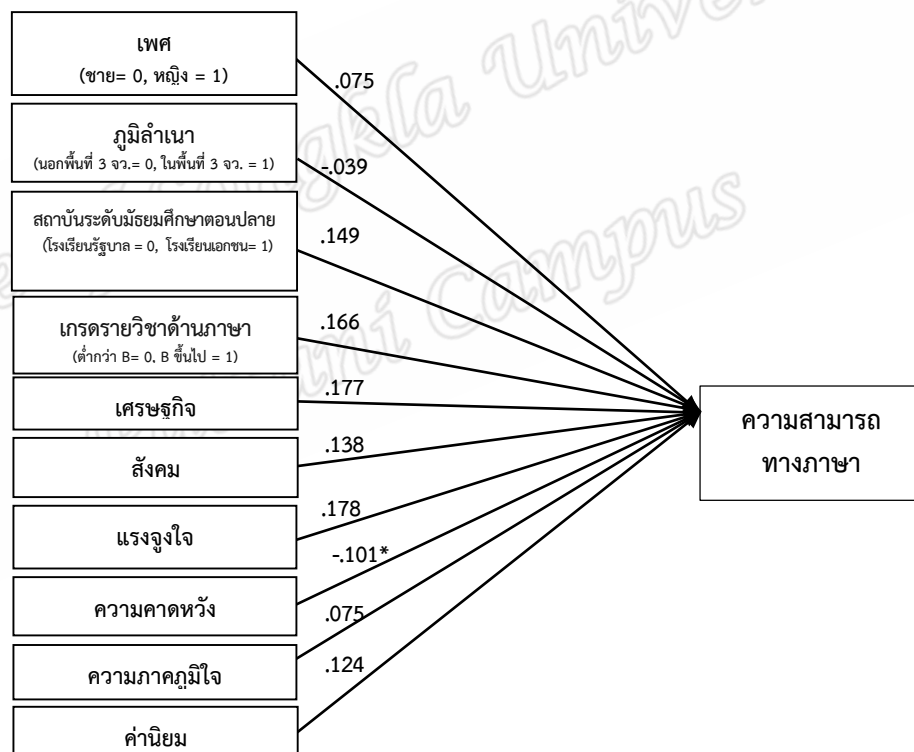 เพศ
(ชาย= 0, หญิง = 1)
.075
ภูมิลำเนา
(นอกพื้นที่ 3 จว.= 0, ในพื้นที่ 3 จว. = 1)
-.039
สถาบันระดับมัธยมศึกษาตอนปลาย
(โรงเรียนรัฐบาล = 0, โรงเรียนเอกชน= 1)
.149
เกรดรายวิชาด้านภาษา
(ต่ำกว่า B= 0, B ขึ้นไป = 1)
.166
เศรษฐกิจ
.177
สังคม
.138
แรงจูงใจ
.178
ความคาดหวัง
-.101*
ความภาคภูมิใจ
.075
ค่านิยม
.124
ความสามารถ
ทางภาษา
Campus